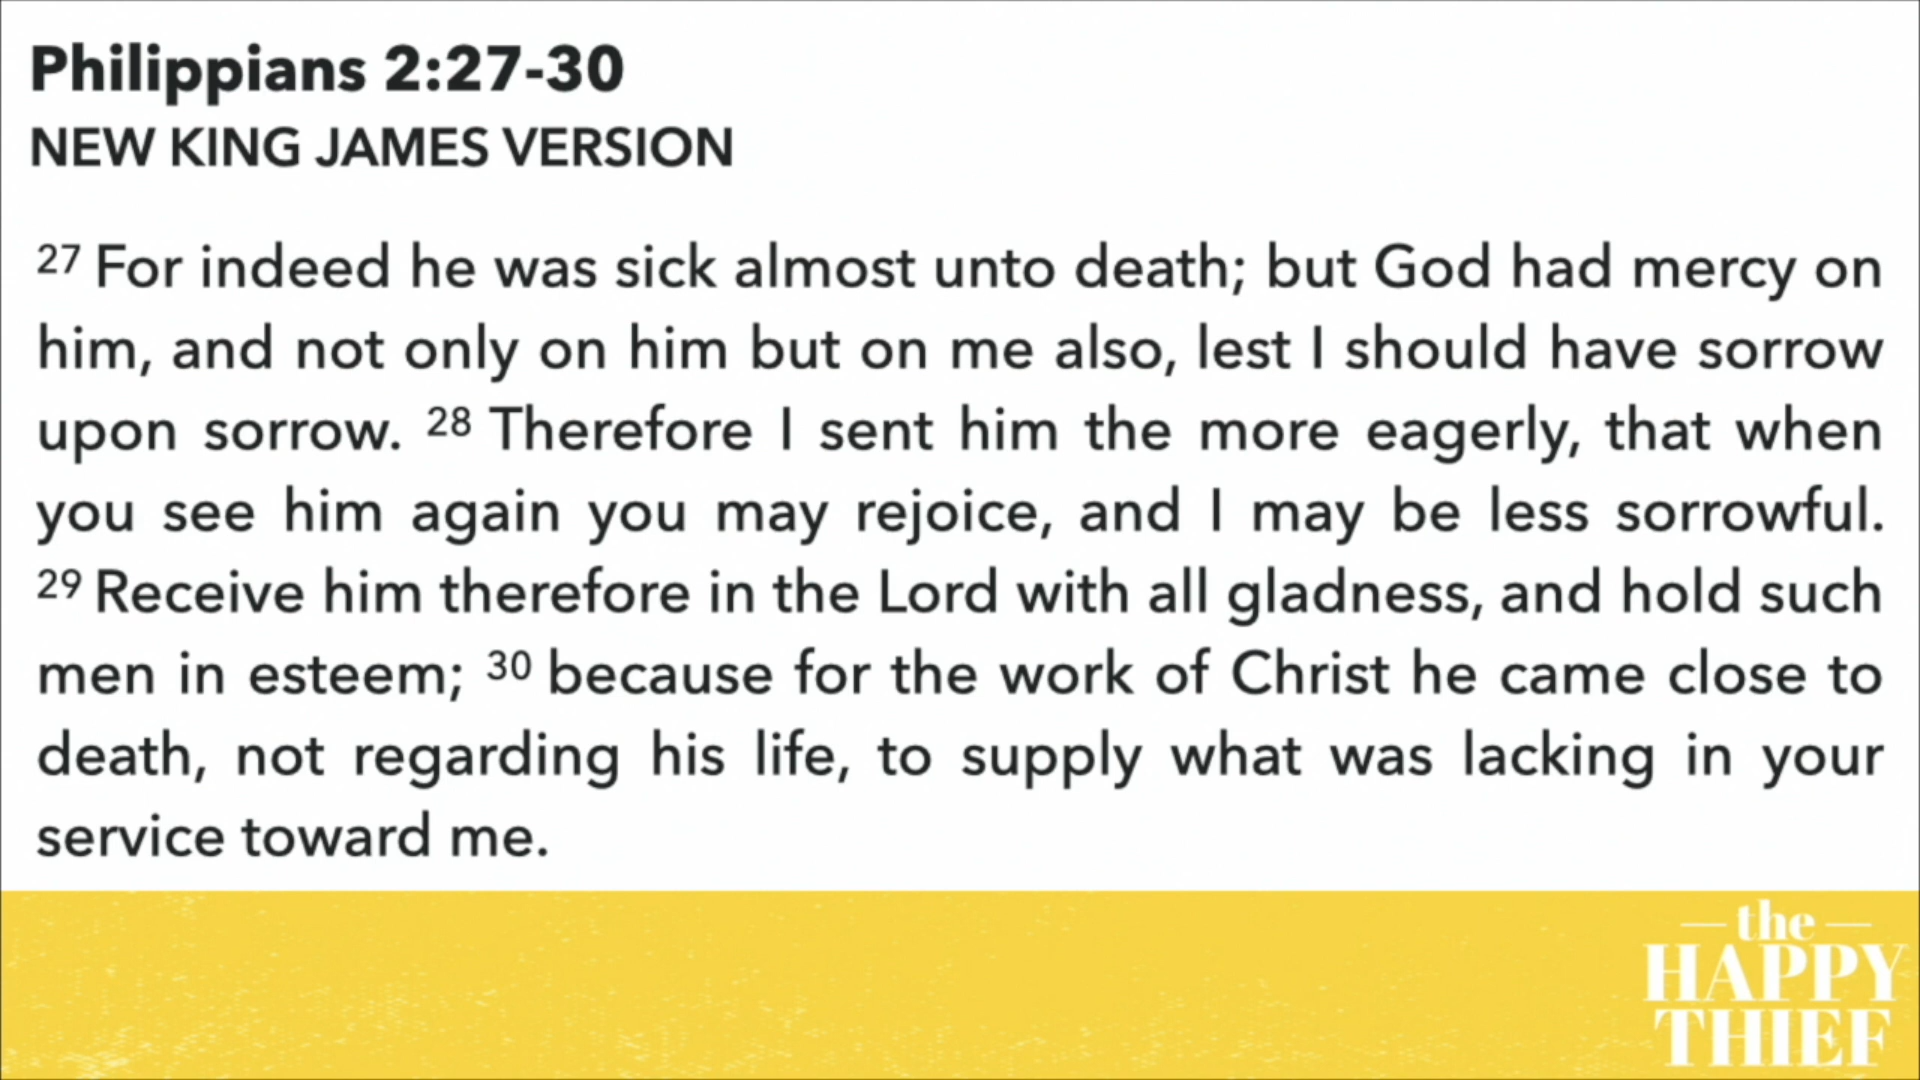 Philippians 2:27-30
NEW KING JAMES VERSION
27 For indeed he was sick almost unto death; but God had mercy on
him, and not only on him but on me also, lest I should have sorrow
upon sorrow. 28 Therefore I sent him the more eagerly, that when
you see him again you may rejoice, and I may be less sorrowful.
29 Receive him therefore in the Lord with all gladness, and hold such
men in esteem; 30 because for the work of Christ he came close to
death, not regarding his life, to supply what was lacking in your
service toward me.
the
HAPPY
THIEF